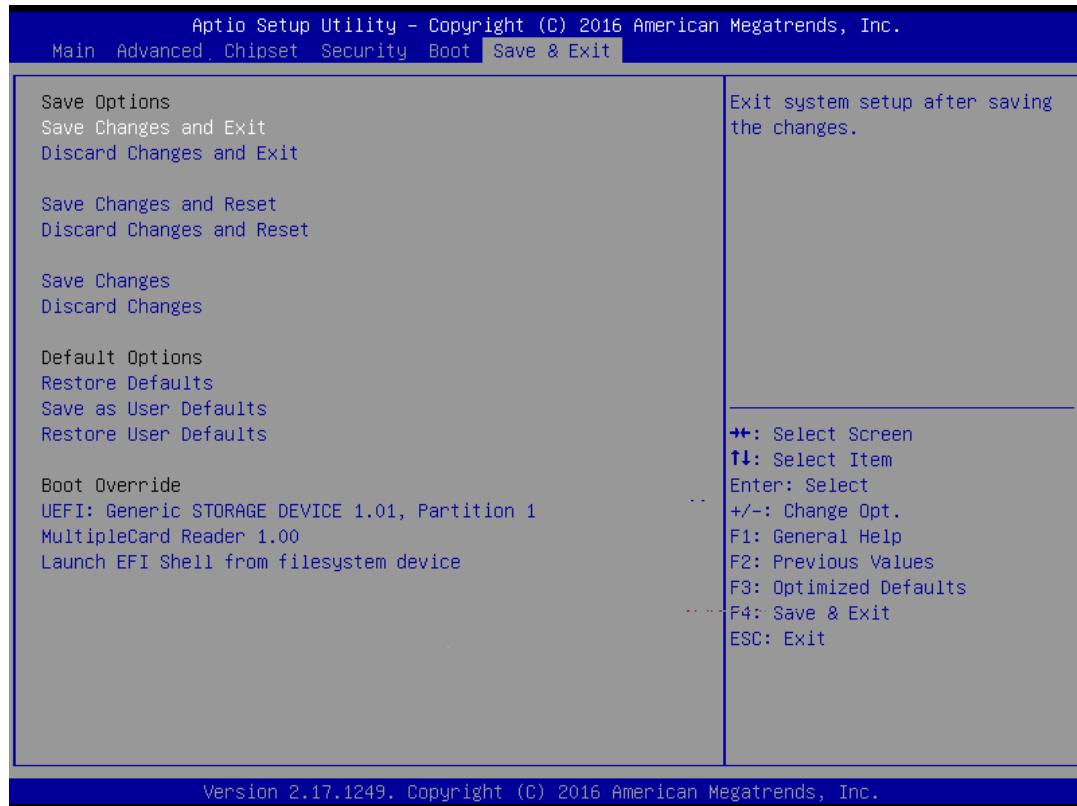 Aptio Setup Utility – Copyright (C) 2016 American Megatrends, Inc.
Main Advanced Chipset Security Boot Save & Exit
Save Options
Save Changes and Exit
Discard Changes and Exit
Save Changes and Reset
Discard Changes and Reset
Save Changes
Discard Changes
Default Options
Restore Defaults
Save as User Defaults
Restore User Defaults
Boot Override
UEFI: Generic STORAGE DEVICE 1.01, Partition 1
MultipleCard Reader 1.00
Launch EFI Shell from filesystem device
Exit system setup after saving
the changes.
→←: Select Screen
↑↓: Select Item
Enter: Select
+/-: Change Opt.
F1: General Help
F2: Previous Values
F3: Optimized Defaults
F4: Save & Exit
ESC: Exit
Version 2.17.1249. Copyright (C) 2016 American Megatrends, Inc.